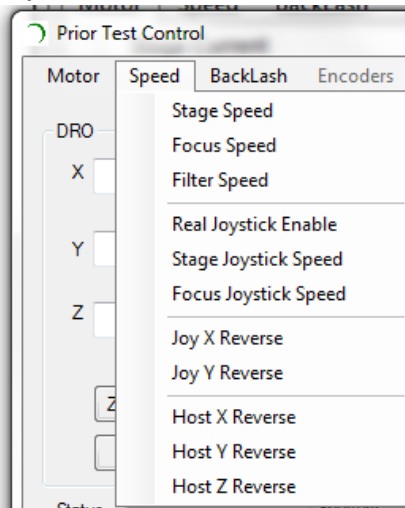 Prior Test Control
Motor Speed BackLash Encoders
Stage Speed
DRO
Focus Speed
X
Filter Speed
Real Joystick Enable
Y
Stage Joystick Speed
Focus Joystick Speed
Z
Joy X Reverse
Joy Y Reverse
Z
Host X Reverse
Host Y Reverse
Host Z Reverse